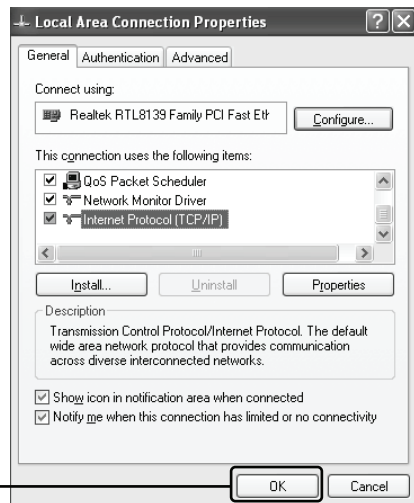 Local Area Connection Properties
General Authentication Advanced
Connect using:
Realtek RTL8139 Family PCI Fast Eth
Configure...
This connection uses the following items:
QoS Packet Scheduler
Network Monitor Driver
Internet Protocol (TCP/IP)
Install... Uninstall Properties
Description
Transmission Control Protocol/Internet Protocol. The default
wide area network protocol that provides communication
across diverse interconnected networks.
Show icon in notification area when connected
Notify me when this connection has limited or no connectivity
OK Cancel